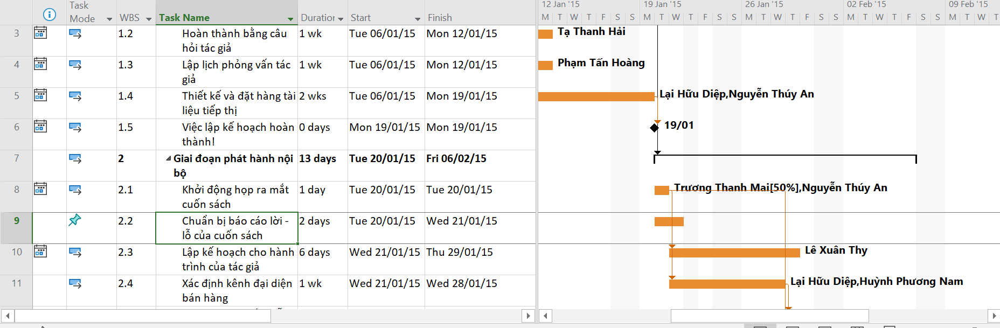 Task
Mode
WBS
Task Name
Duration
Start
Finish
12 Jan '15
19 Jan '15
26 Jan '15
02 Feb '15
09 Feb '15
M T W T F S S M T W T F S S M T W T F S S M T W T F S S M T W T
3 1.2 Hoàn thành bằng câu 1 wk Tue 06/01/15 Mon 12/01/15 Tạ Thanh Hải
hỏi tác giả
4 1.3 Lập lịch phỏng vấn tác 1 wk Tue 06/01/15 Mon 12/01/15 Phạm Tấn Hoàng
giả
5 1.4 Thiết kế và đặt hàng tài 2 wks Tue 06/01/15 Mon 19/01/15 Lại Hữu Diệp,Nguyễn Thúy An
liệu tiếp thị
6 1.5 Việc lập kế hoạch hoàn 0 days Mon 19/01/15 Mon 19/01/15 19/01
thành!
7 2 Giai đoạn phát hành nội 13 days Tue 20/01/15 Fri 06/02/15
bộ
8 2.1 Khởi động họp ra mắt 1 day Tue 20/01/15 Tue 20/01/15 Trương Thanh Mai[50%],Nguyễn Thúy An
cuốn sách
9 2.2 Chuẩn bị báo cáo lời - 2 days Tue 20/01/15 Wed 21/01/15
lỗ của cuốn sách
10 2.3 Lập kế hoạch cho hành 6 days Wed 21/01/15 Thu 29/01/15 Lê Xuân Thy
trình của tác giả
11 2.4 Xác định kênh đại diện 1 wk Wed 21/01/15 Wed 28/01/15 Lại Hữu Diệp,Huỳnh Phương Nam
bán hàng